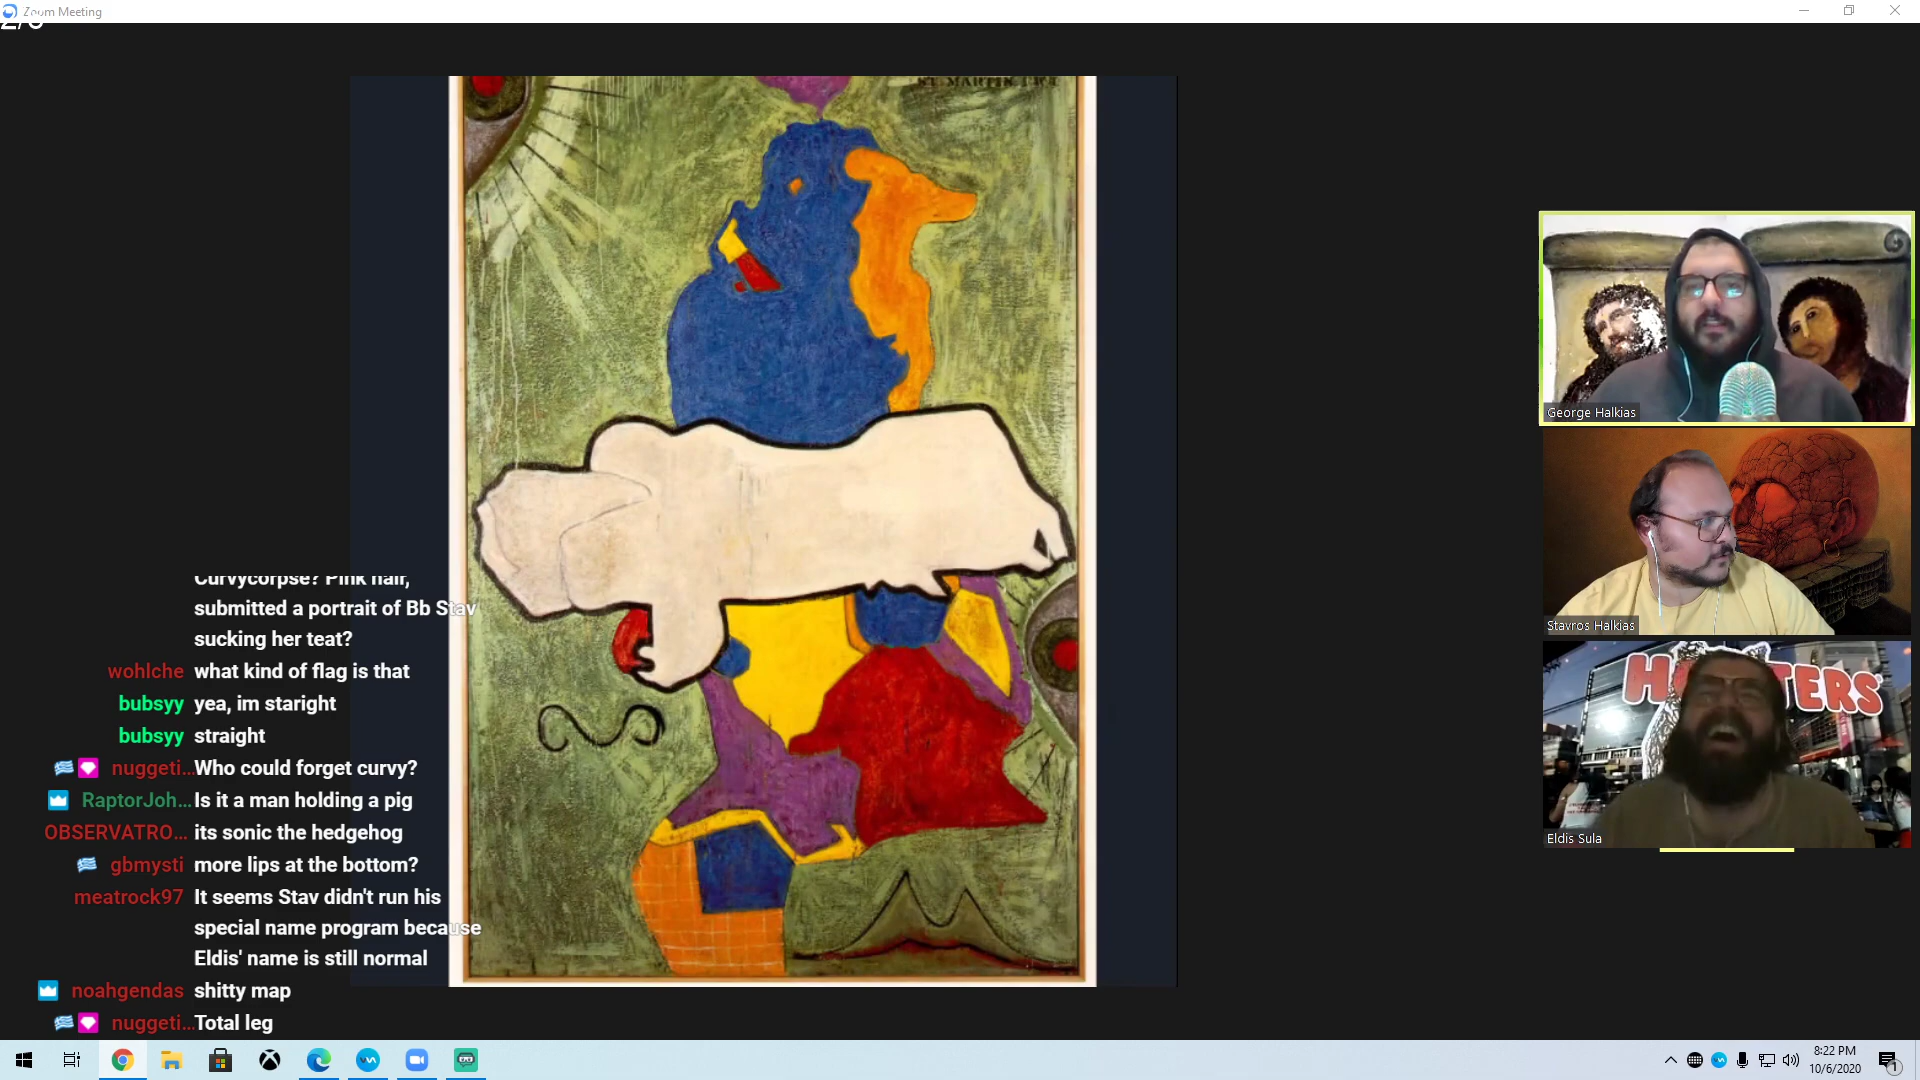 Zoom Meeting
ST. MARTIN
George Halkias
Stavros Halkias
HOOTERS
Eldis Sula
Curvycorpse? Pink hair,
submitted a portrait of Bb Stav
sucking her teat?
wohlche what kind of flag is that
bubsyy yea, im staright
bubsyy straight
nuggeti... Who could forget curvy?
RaptorJoh... Is it a man holding a pig
OBSERVATRO... its sonic the hedgehog
gbmysti more lips at the bottom?
meatrock97 It seems Stav didn't run his
special name program because
Eldis' name is still normal
noahgendas shitty map
nuggeti... Total leg
8:22 PM
10/6/2020
1